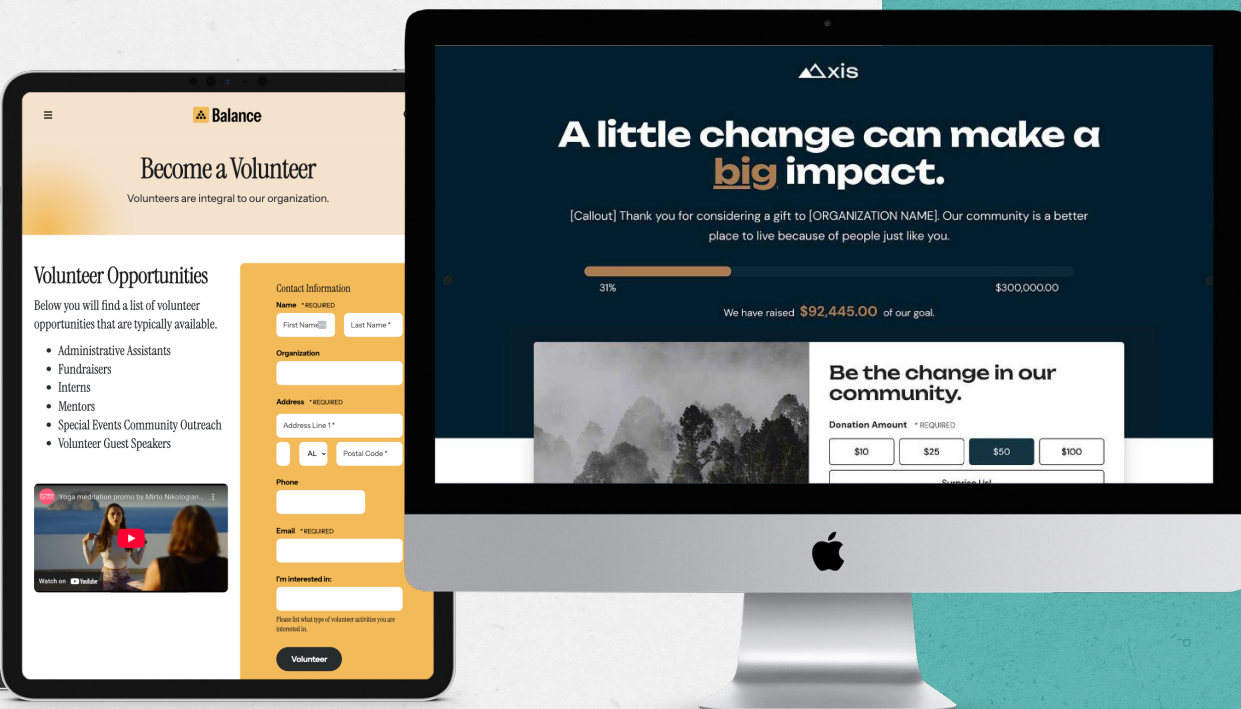 Balance
Become a Volunteer
Volunteers are integral to our organization.
Volunteer Opportunities
Below you will find a list of volunteer
opportunities that are typically available.
• Administrative Assistants
• Fundraisers
• Interns
• Mentors
• Special Events Community Outreach
• Volunteer Guest Speakers
Yoga meditation promo by Mirto Nikologian...
Watch on YouTube
Contact Information
Name *REQUIRED
First Name
Last Name *
Organization
Address *REQUIRED
Address Line 1 *
AL
Postal Code *
Phone
Email *REQUIRED
I'm interested in:
Please list what type of volunteer activities you are
interested in.
Volunteer
Axis
A little change can make a
big impact.
[Callout] Thank you for considering a gift to [ORGANIZATION NAME]. Our community is a better
place to live because of people just like you.
31%
$300,000.00
We have raised $92,445.00 of our goal.
Be the change in our
community.
Donation Amount * REQUIRED
$10
$25
$50
$100
Surprise Us!